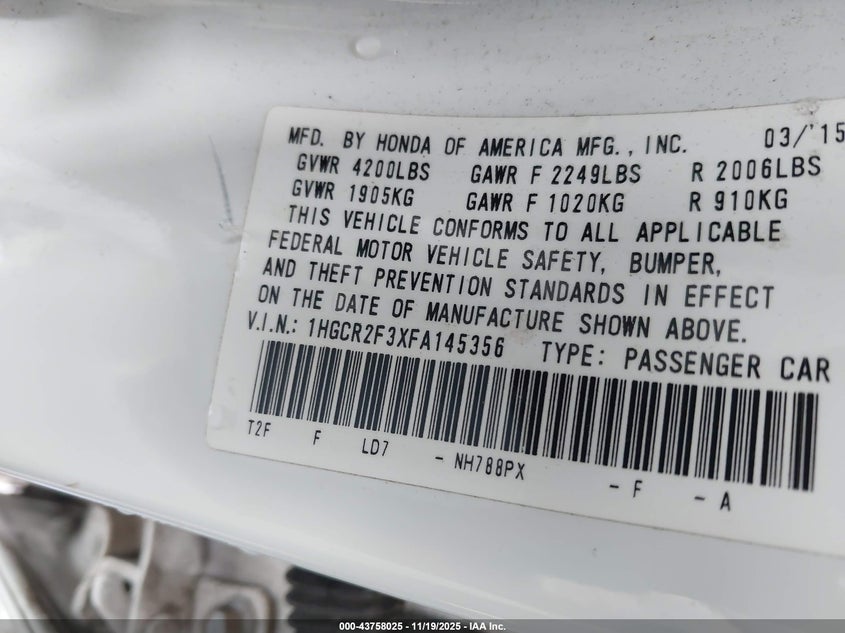 MFD. BY HONDA OF AMERICA MFG., INC. 03/'15
GVWR 4200LBS GAWR F 2249LBS R 2006LBS
GVWR 1905KG GAWR F 1020KG R 910KG
THIS VEHICLE CONFORMS TO ALL APPLICABLE
FEDERAL MOTOR VEHICLE SAFETY, BUMPER,
AND THEFT PREVENTION STANDARDS IN EFFECT
ON THE DATE OF MANUFACTURE SHOWN ABOVE.
V.I.N.: 1HGCR2F3XFA145356 TYPE: PASSENGER CAR
T2F F LD7 - NH788PX - F - A
000-43758025 - 11/19/2025 - IAA Inc.